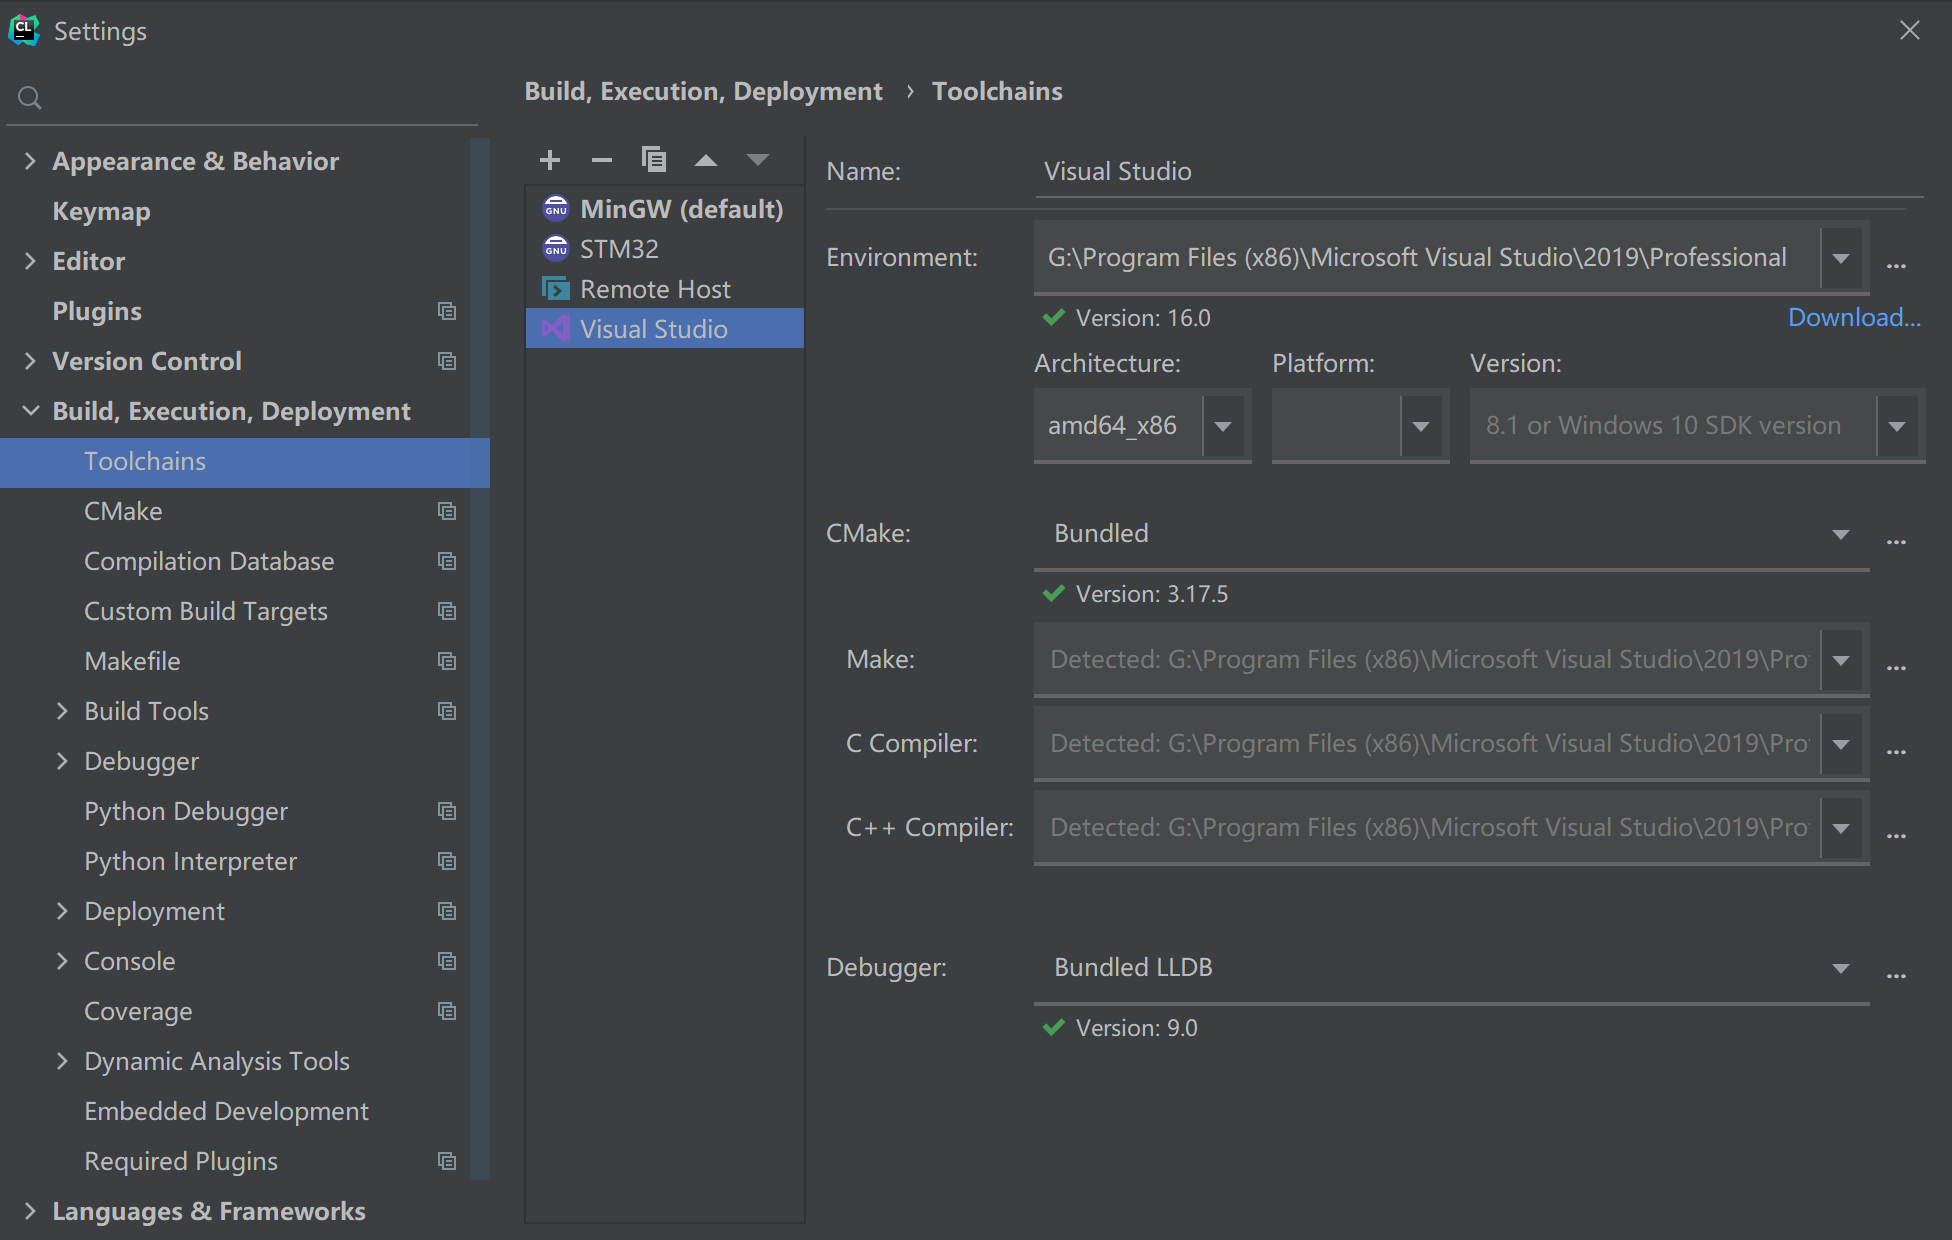 CL
Settings
Build, Execution, Deployment › Toolchains
Appearance & Behavior
Keymap
Editor
Plugins
Version Control
Build, Execution, Deployment
Toolchains
CMake
Compilation Database
Custom Build Targets
Makefile
Build Tools
Debugger
Python Debugger
Python Interpreter
Deployment
Console
Coverage
Dynamic Analysis Tools
Embedded Development
Required Plugins
Languages & Frameworks
GNU MinGW (default)
GNU STM32
Remote Host
Visual Studio
Name: Visual Studio
Environment: G:\Program Files (x86)\Microsoft Visual Studio\2019\Professional ...
Version: 16.0 Download...
Architecture: Platform: Version:
amd64_x86 8.1 or Windows 10 SDK version
CMake: Bundled ...
Version: 3.17.5
Make: Detected: G:\Program Files (x86)\Microsoft Visual Studio\2019\Pro ...
C Compiler: Detected: G:\Program Files (x86)\Microsoft Visual Studio\2019\Pro ...
C++ Compiler: Detected: G:\Program Files (x86)\Microsoft Visual Studio\2019\Pro ...
Debugger: Bundled LLDB ...
Version: 9.0